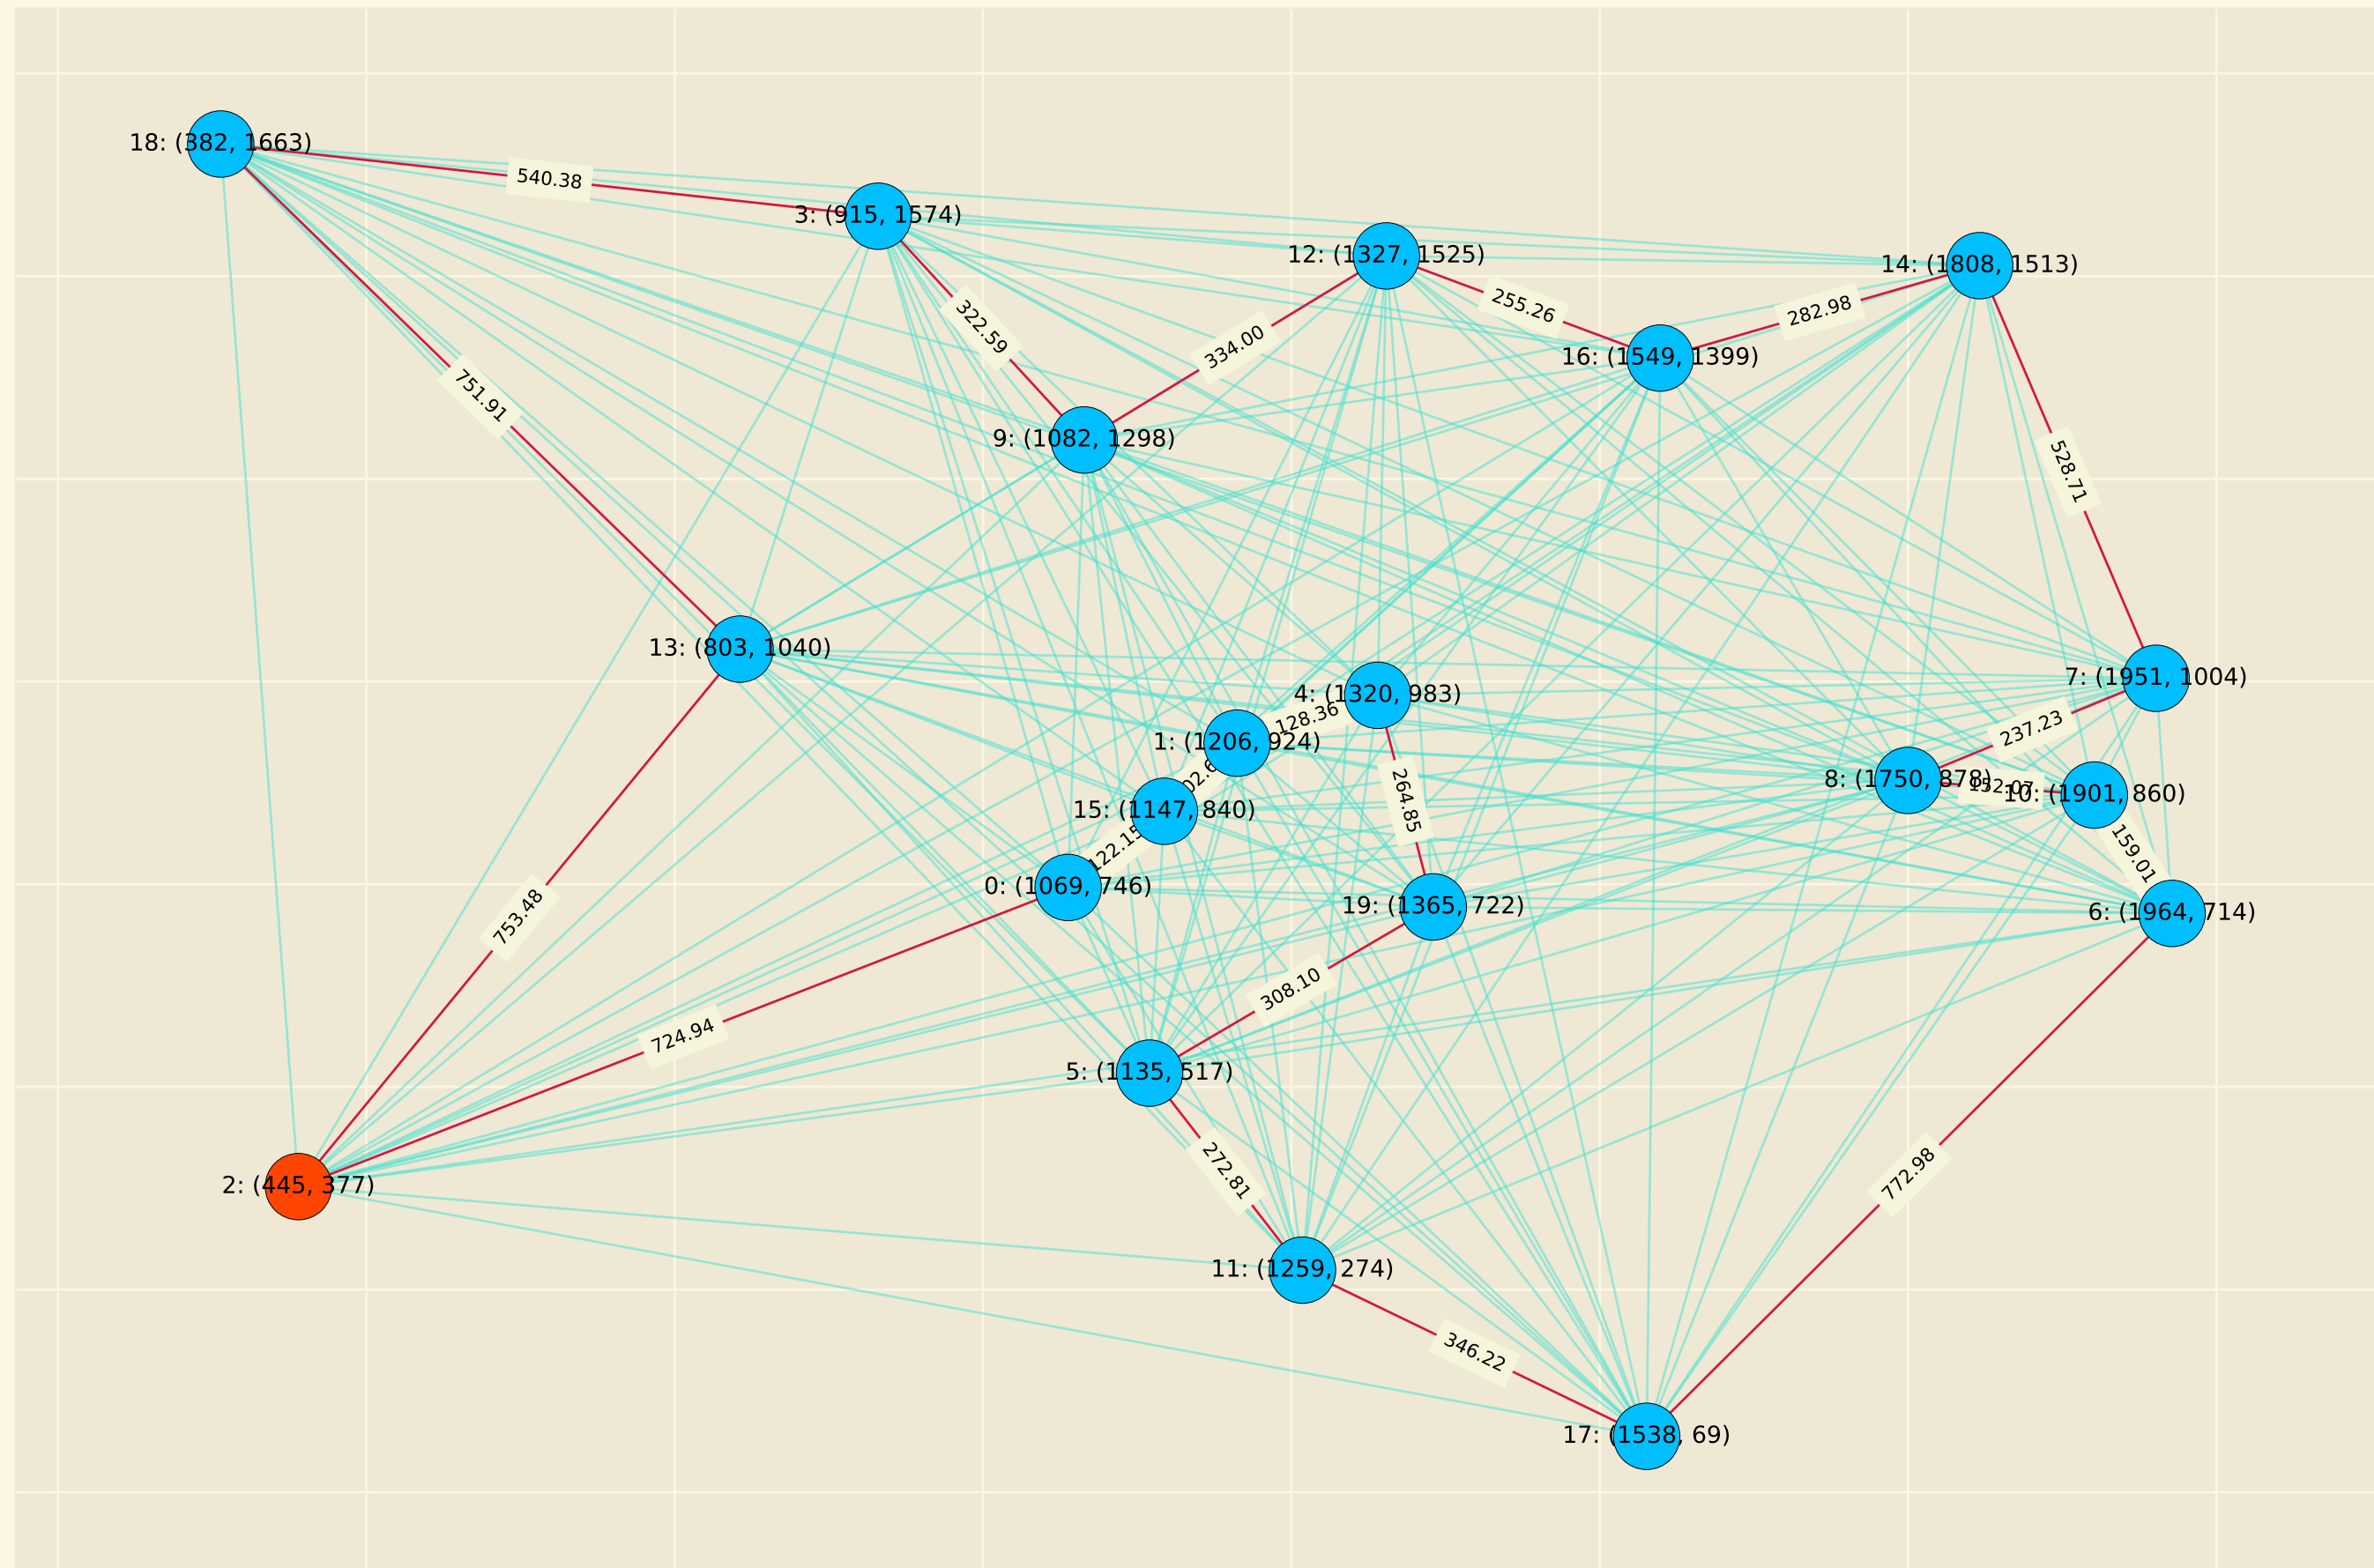 18: (382, 1663)
540.38
3: (915, 1574)
12: (1327, 1525)
14: (1808, 1513)
255.26
282.98
322.59
334.00
16: (1549, 1399)
751.91
9: (1082, 1298)
528.71
13: (803, 1040)
7: (1951, 1004)
4: (1320, 983)
128.36
237.23
1: (1206, 924)
8: (1750, 878)
152.07
10: (1901, 860)
264.85
15: (1147, 840)
122.15
159.01
0: (1069, 746)
19: (1365, 722)
6: (1964, 714)
753.48
308.10
724.94
5: (1135, 517)
272.81
772.98
2: (445, 377)
11: (1259, 274)
346.22
17: (1538, 69)